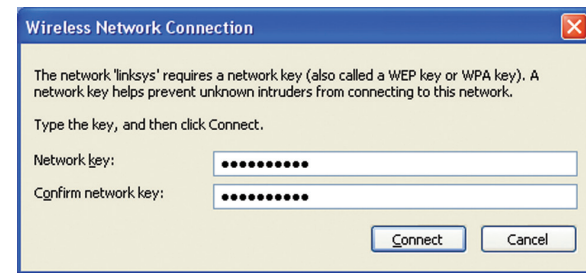 Wireless Network Connection
The network 'linksys' requires a network key (also called a WEP key or WPA key). A
network key helps prevent unknown intruders from connecting to this network.
Type the key, and then click Connect.
Network key: ●●●●●●●●●●
Confirm network key: ●●●●●●●●●●
Connect Cancel